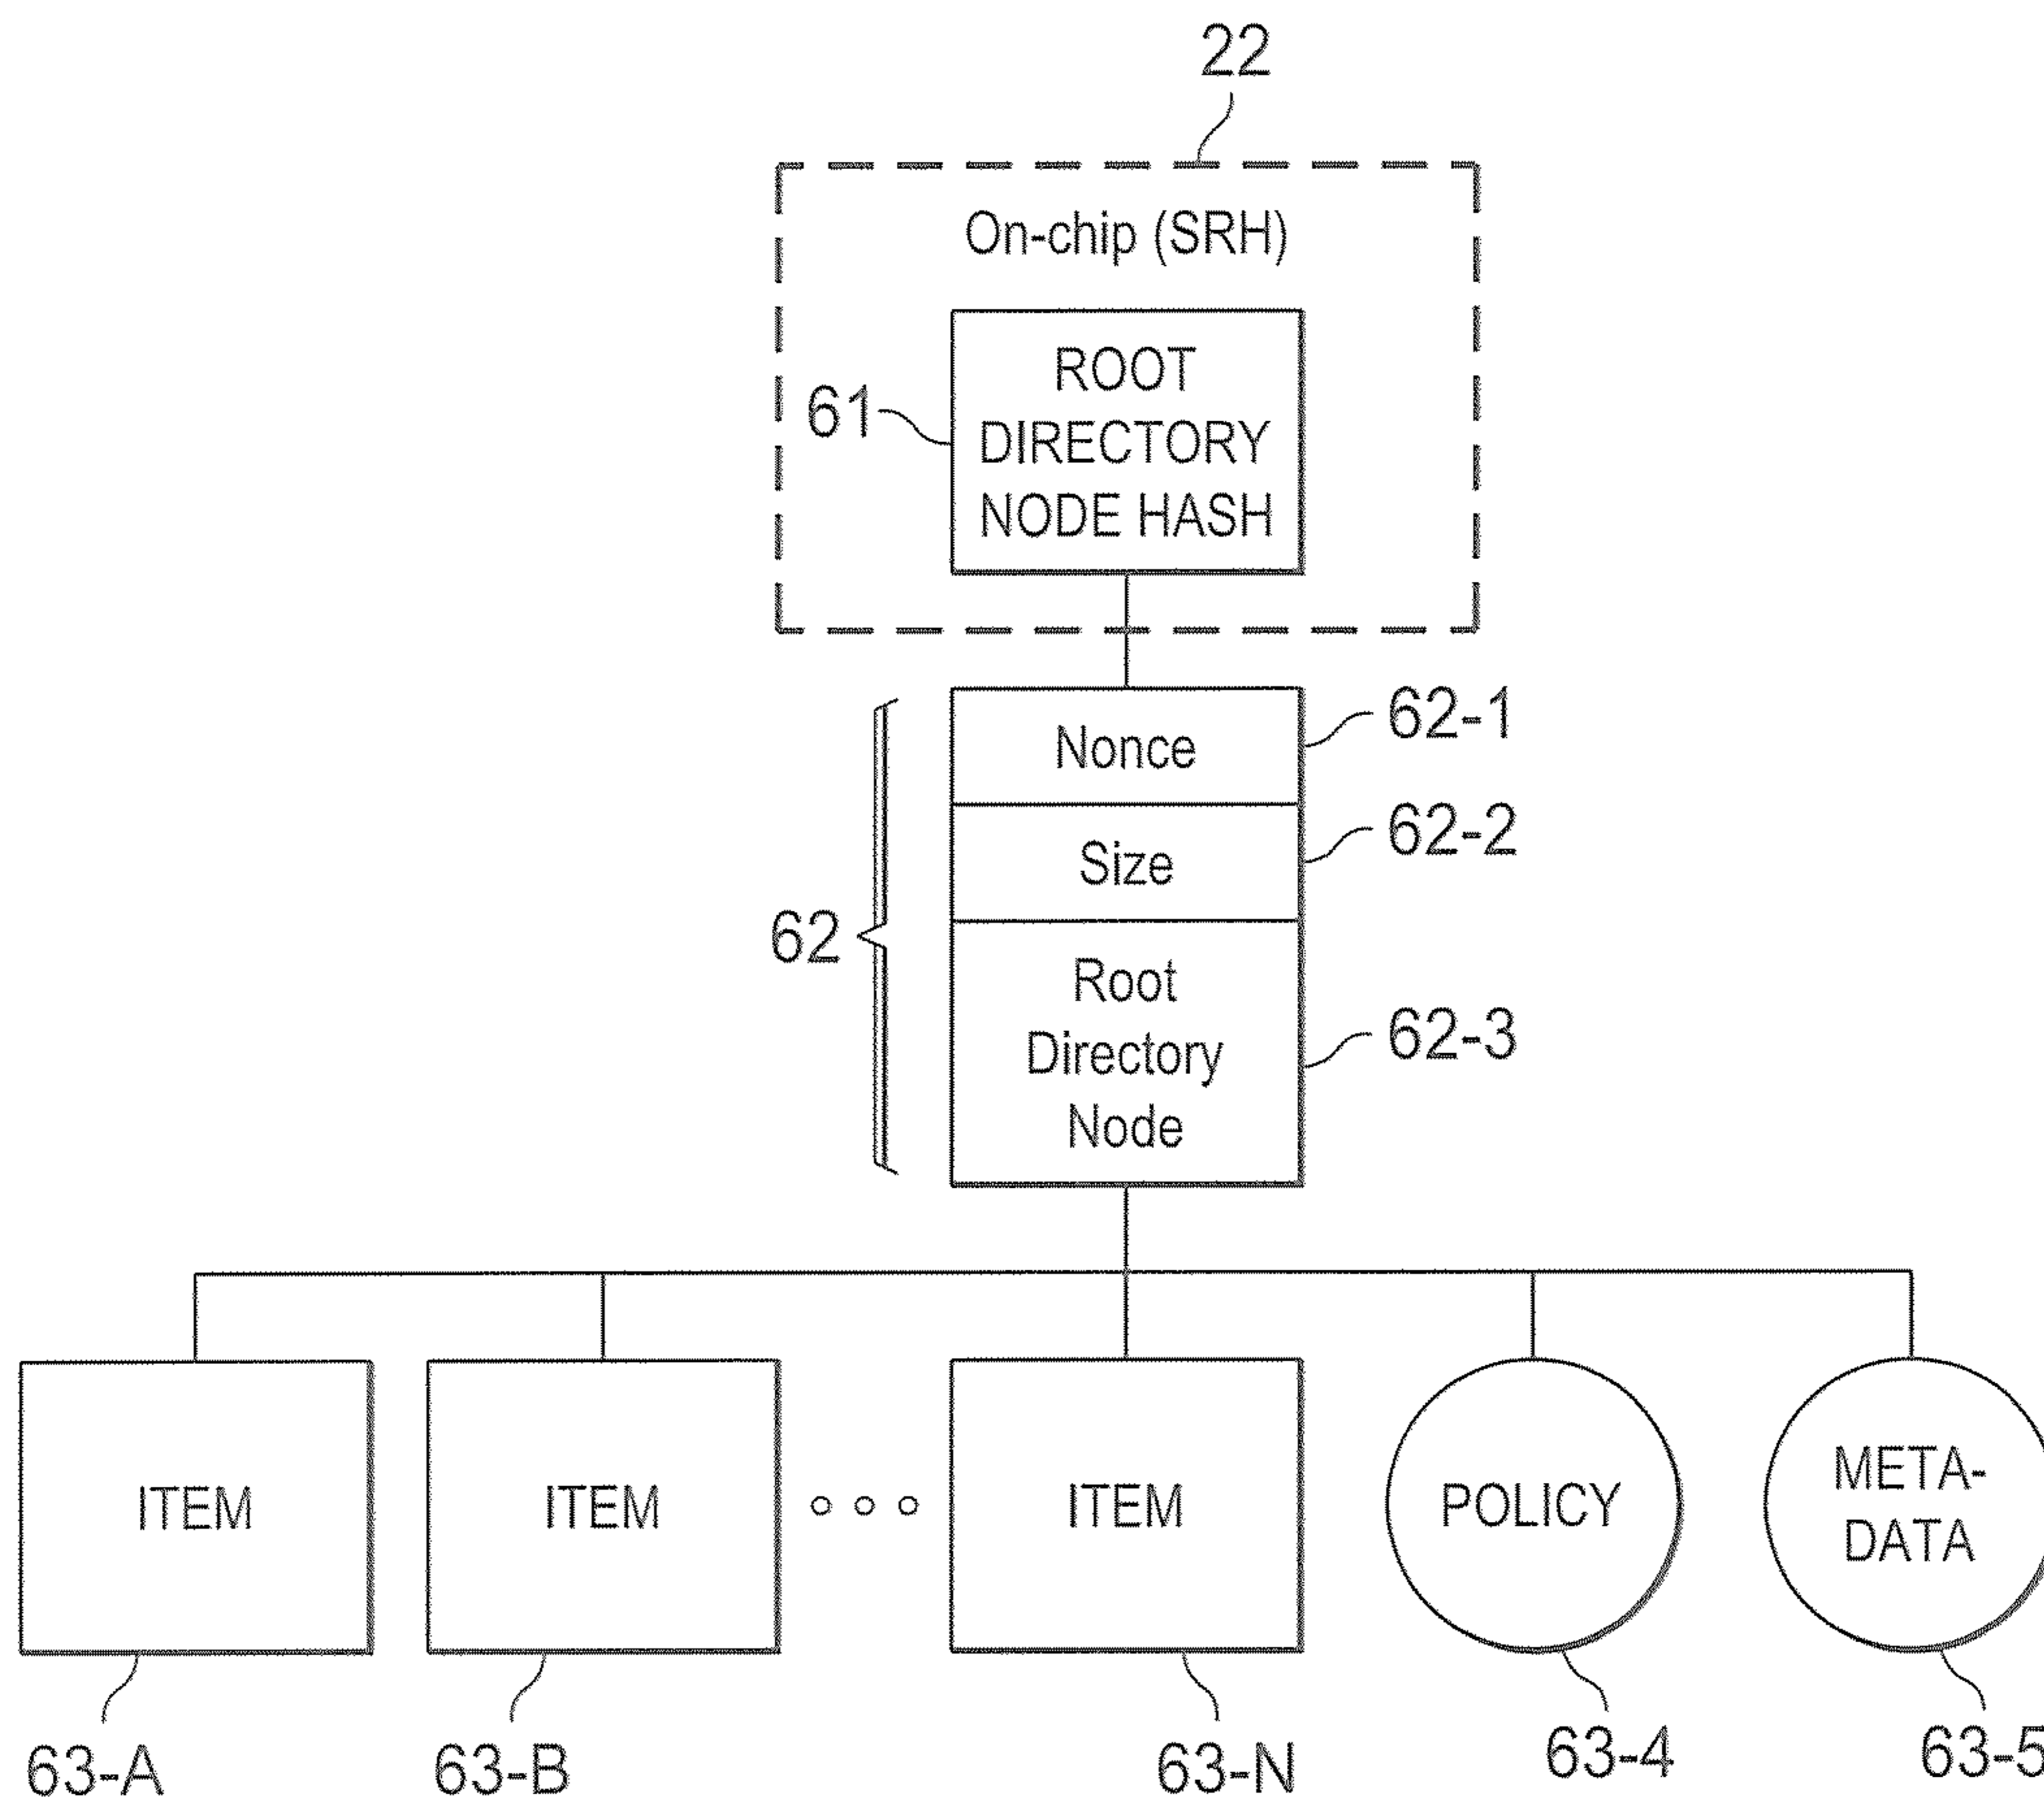 22
On-chip (SRH)
61
ROOT
DIRECTORY
NODE HASH
62
Nonce
62-1
Size
62-2
Root
Directory
Node
62-3
ITEM
ITEM
ITEM
POLICY
META-
DATA
63-A
63-B
63-N
63-4
63-5